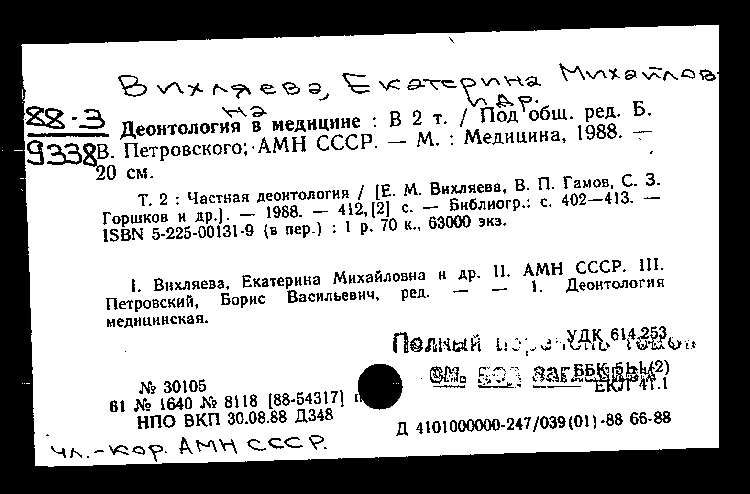 Вихляева, Екатерина Михайлов-
на и др.
88-3
9338
Деонтология в медицине : В 2 т. / Под общ. ред. Б.
В. Петровского; АМН СССР. — М. : Медицина, 1988. —
20 см.
Т. 2 : Частная деонтология / [Е. М. Вихляева, В. П. Гамов, С. З.
Горшков и др.]. — 1988. — 412,[2] с. — Библиогр.: с. 402—413. —
ISBN 5-225-00131-9 (в пер.) : 1 р. 70 к., 63000 экз.
I. Вихляева, Екатерина Михайловна и др. II. АМН СССР. III.
Петровский, Борис Васильевич, ред. — — 1. Деонтология
медицинская.
УДК 614.253
Полный перечень томов
ББК 51.1(2)
см. под заглавием
ЕКЛ 41.1
№ 30105
61 № 1640 № 8118 [88-54317] п
НПО ВКП 30.08.88 Д348
Д 4101000000-247/039(01)-88 66-88
чл.-кор. АМН СССР.